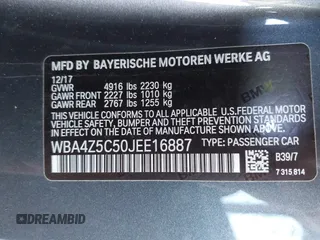 MFD BY BAYERISCHE MOTOREN WERKE AG
12/17
GVWR 4916 LBS 2230 KG
GAWR FRONT 2227 LBS 1010 KG
GAWR REAR 2767 LBS 1255 KG
THIS VEHICLE CONFORMS TO ALL APPLICABLE
U.S. FEDERAL MOTOR VEHICLE SAFETY,
BUMPER, AND THEFT PREVENTION STANDARDS
IN EFFECT ON THE DATE OF MANUFACTURE
SHOWN ABOVE.
WBA4Z5C50JEE16887 TYPE: PASSENGER CAR
B39/7
7 315 814
DREAMBID